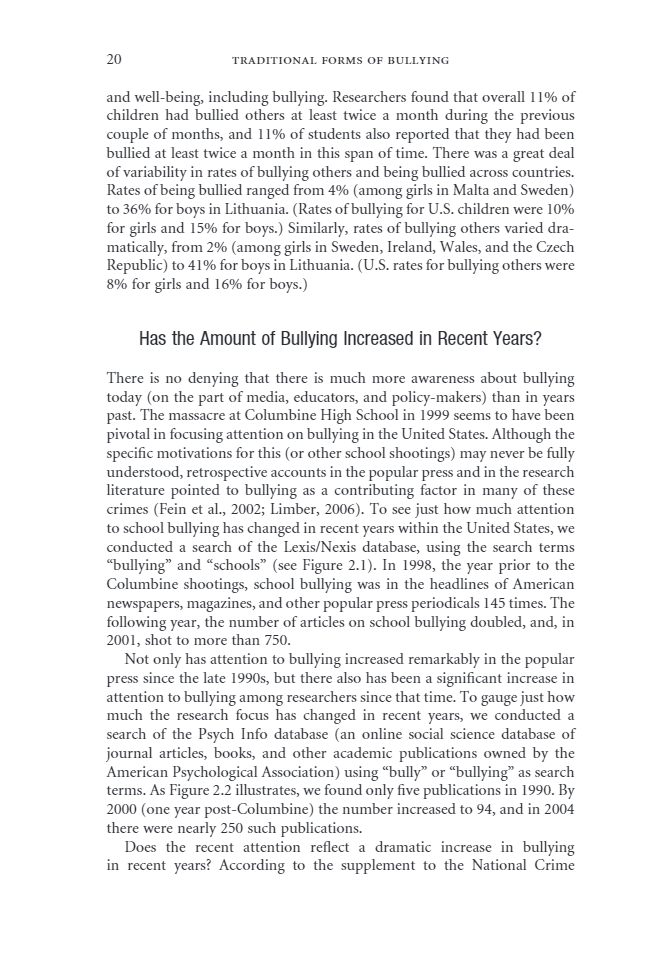 20
TRADITIONAL FORMS OF BULLYING
and well-being, including bullying. Researchers found that overall 11% of
children had bullied others at least twice a month during the previous
couple of months, and 11% of students also reported that they had been
bullied at least twice a month in this span of time. There was a great deal
of variability in rates of bullying others and being bullied across countries.
Rates of being bullied ranged from 4% (among girls in Malta and Sweden)
to 36% for boys in Lithuania. (Rates of bullying for U.S. children were 10%
for girls and 15% for boys.) Similarly, rates of bullying others varied dra-
matically, from 2% (among girls in Sweden, Ireland, Wales, and the Czech
Republic) to 41% for boys in Lithuania. (U.S. rates for bullying others were
8% for girls and 16% for boys.)
Has the Amount of Bullying Increased in Recent Years?
There is no denying that there is much more awareness about bullying
today (on the part of media, educators, and policy-makers) than in years
past. The massacre at Columbine High School in 1999 seems to have been
pivotal in focusing attention on bullying in the United States. Although the
specific motivations for this (or other school shootings) may never be fully
understood, retrospective accounts in the popular press and in the research
literature pointed to bullying as a contributing factor in many of these
crimes (Fein et al., 2002; Limber, 2006). To see just how much attention
to school bullying has changed in recent years within the United States, we
conducted a search of the Lexis/Nexis database, using the search terms
“bullying” and “schools” (see Figure 2.1). In 1998, the year prior to the
Columbine shootings, school bullying was in the headlines of American
newspapers, magazines, and other popular press periodicals 145 times. The
following year, the number of articles on school bullying doubled, and, in
2001, shot to more than 750.
Not only has attention to bullying increased remarkably in the popular
press since the late 1990s, but there also has been a significant increase in
attention to bullying among researchers since that time. To gauge just how
much the research focus has changed in recent years, we conducted a
search of the Psych Info database (an online social science database of
journal articles, books, and other academic publications owned by the
American Psychological Association) using “bully” or “bullying” as search
terms. As Figure 2.2 illustrates, we found only five publications in 1990. By
2000 (one year post-Columbine) the number increased to 94, and in 2004
there were nearly 250 such publications.
Does the recent attention reflect a dramatic increase in bullying
in recent years? According to the supplement to the National Crime